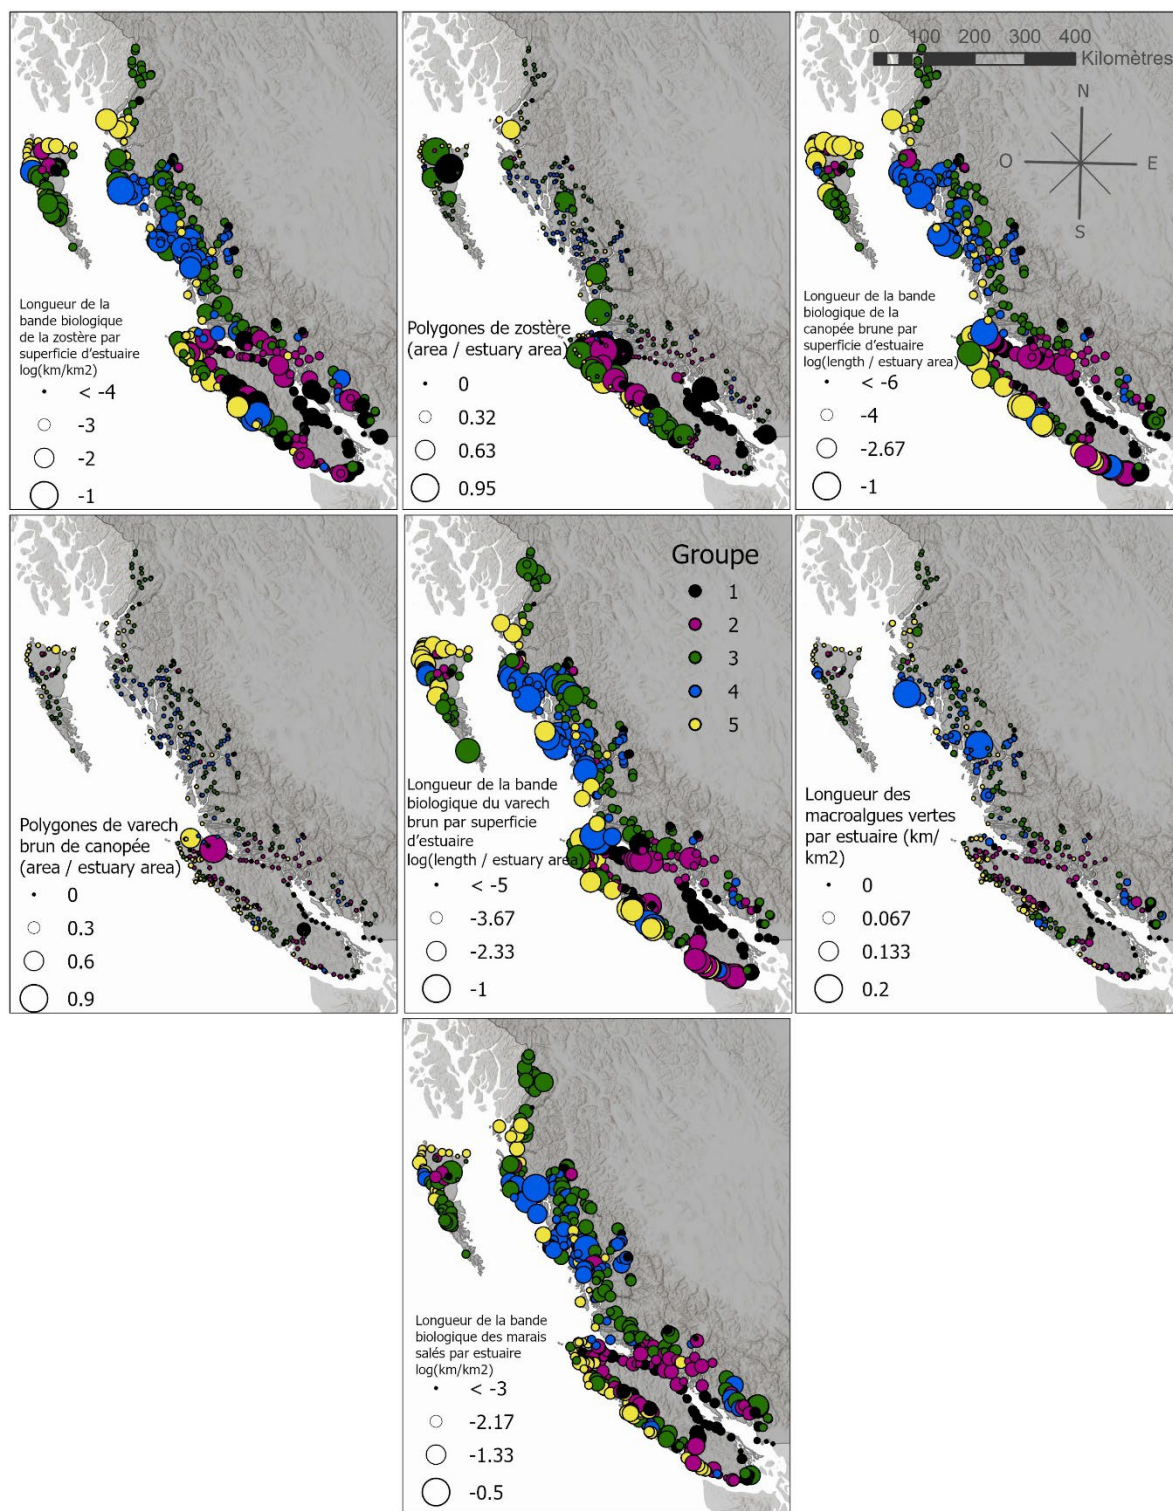 Longueur de la
bande biologique
de la zostère par
superficie d'estuaire
log(km/km2)
< -4
-3
-2
-1
Polygones de zostère
(area / estuary area)
0
0.32
0.63
0.95
0 100 200 300 400
Kilomètres
N
O
E
S
Longueur de la bande
biologique de la
canopée brune par
superficie d'estuaire
log(length / estuary area)
< -6
-4
-2.67
-1
Polygones de varech
brun de canopée
(area / estuary area)
0
0.3
0.6
0.9
Groupe
1
2
3
4
5
Longueur de la bande
biologique du varech
brun par superficie
d'estuaire
log(length / estuary area)
< -5
-3.67
-2.33
-1
Longueur des
macroalgues vertes
par estuaire (km/
km2)
0
0.067
0.133
0.2
Longueur de la bande
biologique des marais
salés par estuaire
log(km/km2)
< -3
-2.17
-1.33
-0.5